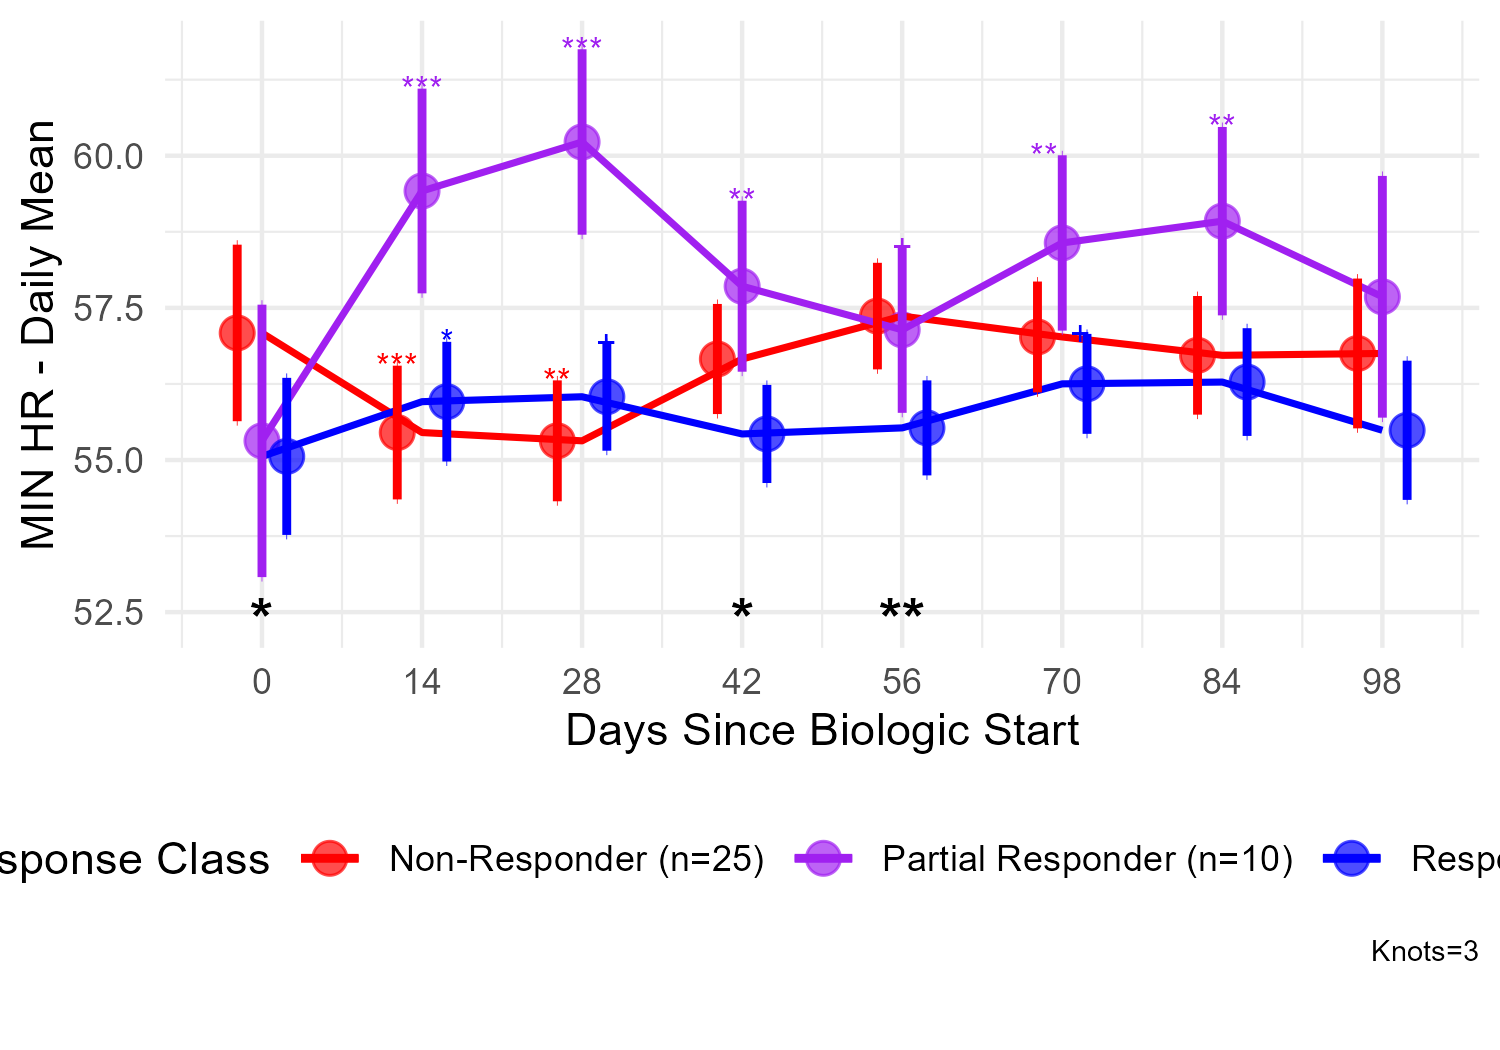 ***
***
**
**
**
***
*
**
†
†
†
MIN HR - Daily Mean
60.0
57.5
55.0
52.5
* * **
0 14 28 42 56 70 84 98
Days Since Biologic Start
sponse Class Non-Responder (n=25) Partial Responder (n=10) Resp
Knots=3